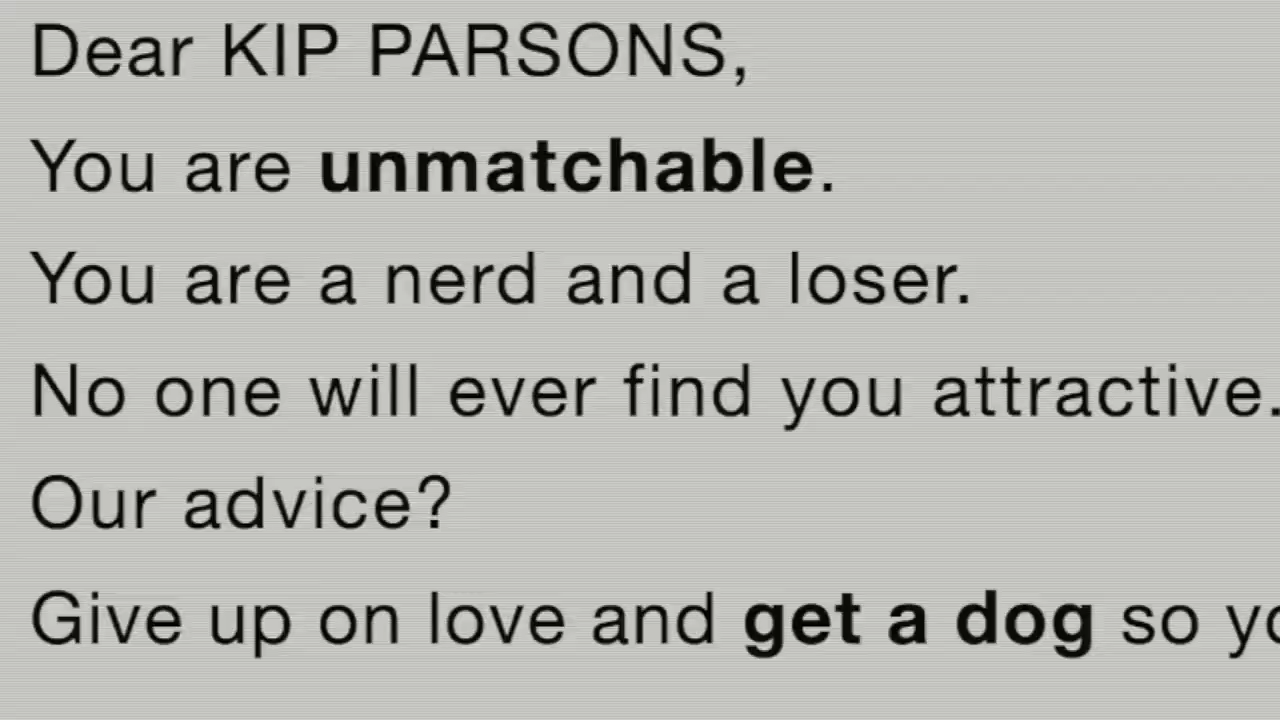 Dear KIP PARSONS,
You are unmatchable.
You are a nerd and a loser.
No one will ever find you attractive.
Our advice?
Give up on love and get a dog so